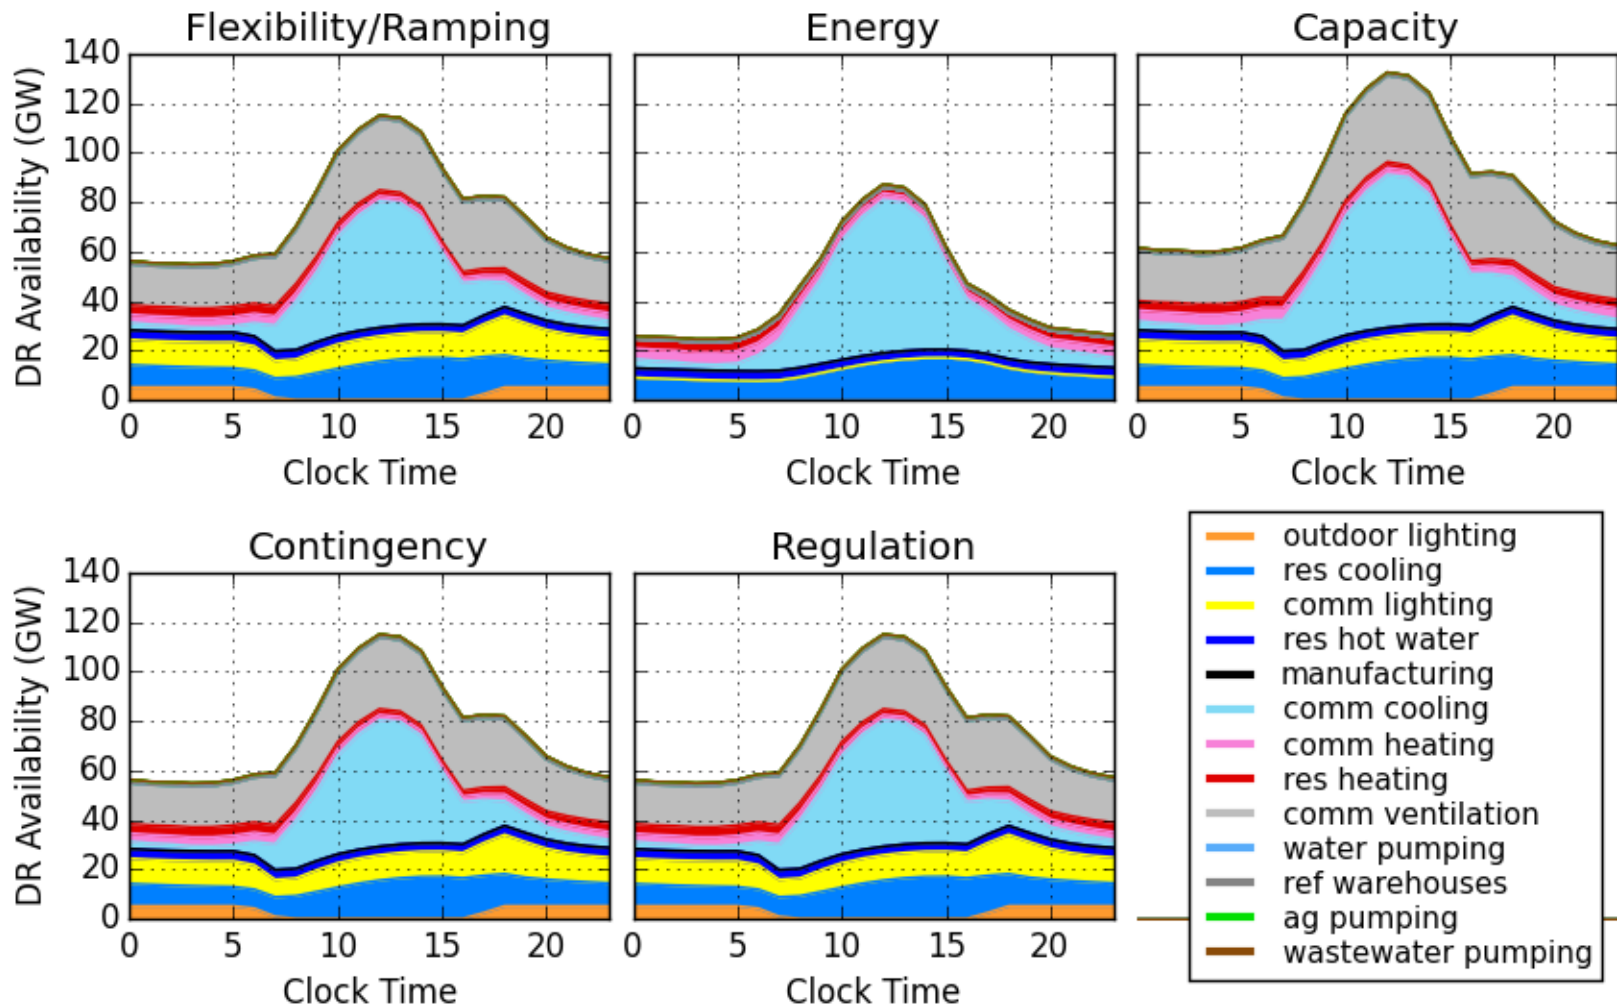 Flexibility/Ramping Energy Capacity
DR Availability (GW)
140
120
100
80
60
40
20
0
0 5 10 15 20
0 5 10 15 20
0 5 10 15 20
Clock Time Clock Time Clock Time
Contingency Regulation
DR Availability (GW)
140
120
100
80
60
40
20
0
0 5 10 15 20
0 5 10 15 20
Clock Time Clock Time
outdoor lighting
res cooling
comm lighting
res hot water
manufacturing
comm cooling
comm heating
res heating
comm ventilation
water pumping
ref warehouses
ag pumping
wastewater pumping